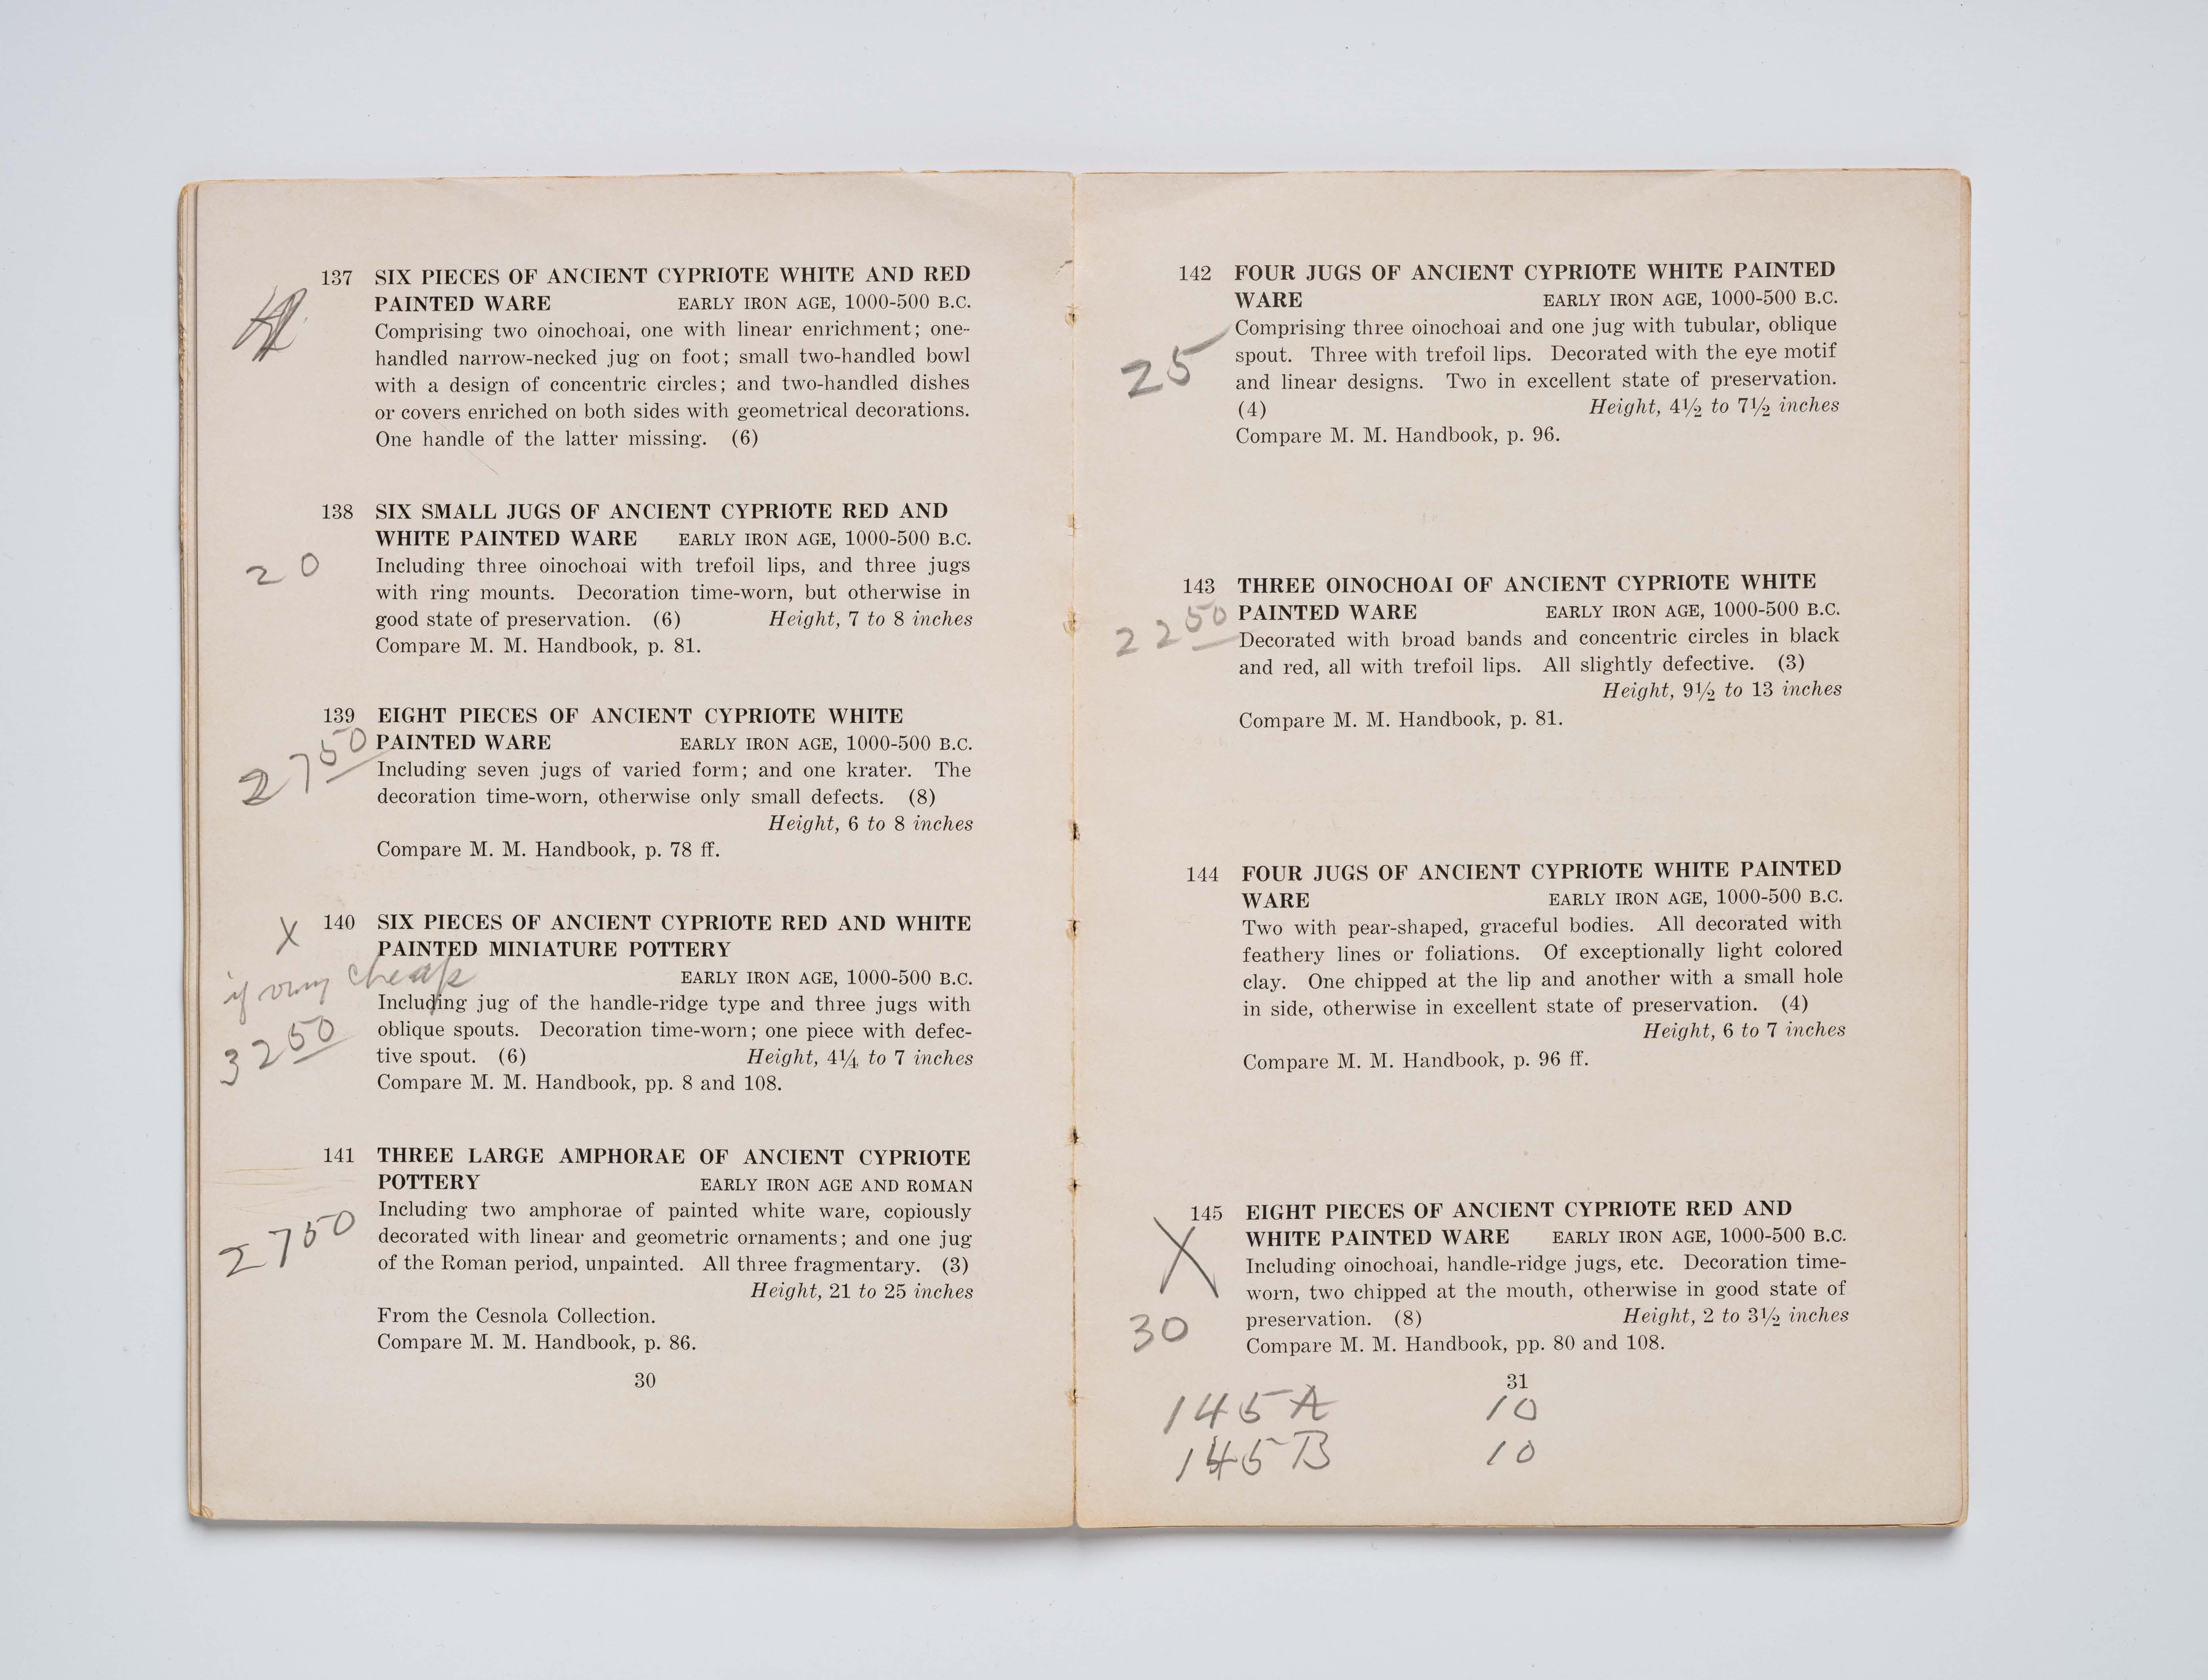 137 SIX PIECES OF ANCIENT CYPRIOTE WHITE AND RED
PAINTED WARE EARLY IRON AGE, 1000-500 B.C.
Comprising two oinochoai, one with linear enrichment; one-
handled narrow-necked jug on foot; small two-handled bowl
with a design of concentric circles; and two-handled dishes
or covers enriched on both sides with geometrical decorations.
One handle of the latter missing. (6)
138 SIX SMALL JUGS OF ANCIENT CYPRIOTE RED AND
WHITE PAINTED WARE EARLY IRON AGE, 1000-500 B.C.
20
Including three oinochoai with trefoil lips, and three jugs
with ring mounts. Decoration time-worn, but otherwise in
good state of preservation. (6) Height, 7 to 8 inches
Compare M. M. Handbook, p. 81.
139 EIGHT PIECES OF ANCIENT CYPRIOTE WHITE
PAINTED WARE EARLY IRON AGE, 1000-500 B.C.
2750
Including seven jugs of varied form; and one krater. The
decoration time-worn, otherwise only small defects. (8)
Height, 6 to 8 inches
Compare M. M. Handbook, p. 78 ff.
X 140 SIX PIECES OF ANCIENT CYPRIOTE RED AND WHITE
PAINTED MINIATURE POTTERY
if very cheap
EARLY IRON AGE, 1000-500 B.C.
Including jug of the handle-ridge type and three jugs with
3250
oblique spouts. Decoration time-worn; one piece with defec-
tive spout. (6) Height, 4¼ to 7 inches
Compare M. M. Handbook, pp. 8 and 108.
141 THREE LARGE AMPHORAE OF ANCIENT CYPRIOTE
POTTERY EARLY IRON AGE AND ROMAN
Including two amphorae of painted white ware, copiously
2750
decorated with linear and geometric ornaments; and one jug
of the Roman period, unpainted. All three fragmentary. (3)
Height, 21 to 25 inches
From the Cesnola Collection.
Compare M. M. Handbook, p. 86.
30
142 FOUR JUGS OF ANCIENT CYPRIOTE WHITE PAINTED
WARE EARLY IRON AGE, 1000-500 B.C.
Comprising three oinochoai and one jug with tubular, oblique
25
spout. Three with trefoil lips. Decorated with the eye motif
and linear designs. Two in excellent state of preservation.
(4) Height, 4½ to 7½ inches
Compare M. M. Handbook, p. 96.
143 THREE OINOCHOAI OF ANCIENT CYPRIOTE WHITE
PAINTED WARE EARLY IRON AGE, 1000-500 B.C.
2250
Decorated with broad bands and concentric circles in black
and red, all with trefoil lips. All slightly defective. (3)
Height, 9½ to 13 inches
Compare M. M. Handbook, p. 81.
144 FOUR JUGS OF ANCIENT CYPRIOTE WHITE PAINTED
WARE EARLY IRON AGE, 1000-500 B.C.
Two with pear-shaped, graceful bodies. All decorated with
feathery lines or foliations. Of exceptionally light colored
clay. One chipped at the lip and another with a small hole
in side, otherwise in excellent state of preservation. (4)
Height, 6 to 7 inches
Compare M. M. Handbook, p. 96 ff.
145 EIGHT PIECES OF ANCIENT CYPRIOTE RED AND
WHITE PAINTED WARE EARLY IRON AGE, 1000-500 B.C.
X
Including oinochoai, handle-ridge jugs, etc. Decoration time-
worn, two chipped at the mouth, otherwise in good state of
preservation. (8) Height, 2 to 3½ inches
30
Compare M. M. Handbook, pp. 80 and 108.
31
145A 10
145B 10